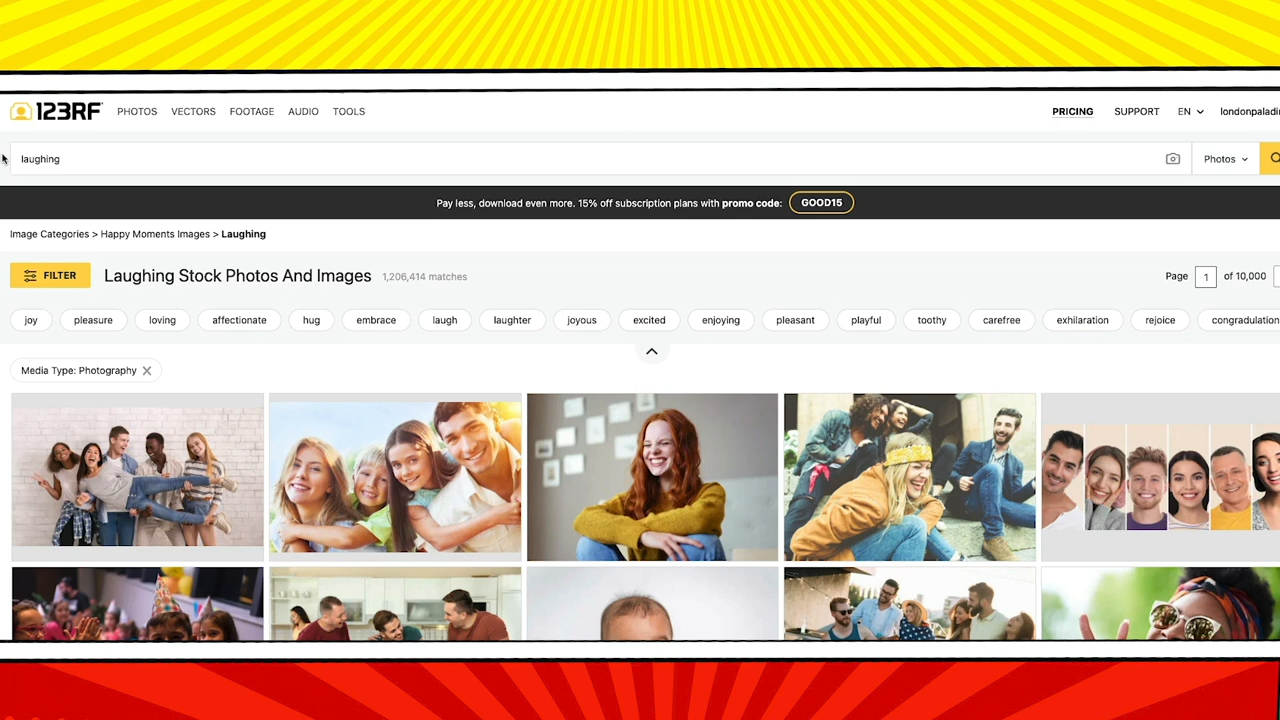 123RF PHOTOS VECTORS FOOTAGE AUDIO TOOLS PRICING SUPPORT EN
laughing Photos
Pay less, download even more. 15% off subscription plans with promo code: GOOD15
Image Categories > Happy Moments Images > Laughing
FILTER Laughing Stock Photos And Images 1,206,414 matches Page 1 of 10,000
joy pleasure loving affectionate hug embrace laugh laughter joyous excited enjoying pleasant playful toothy carefree exhilaration rejoice congradulation
Media Type: Photography